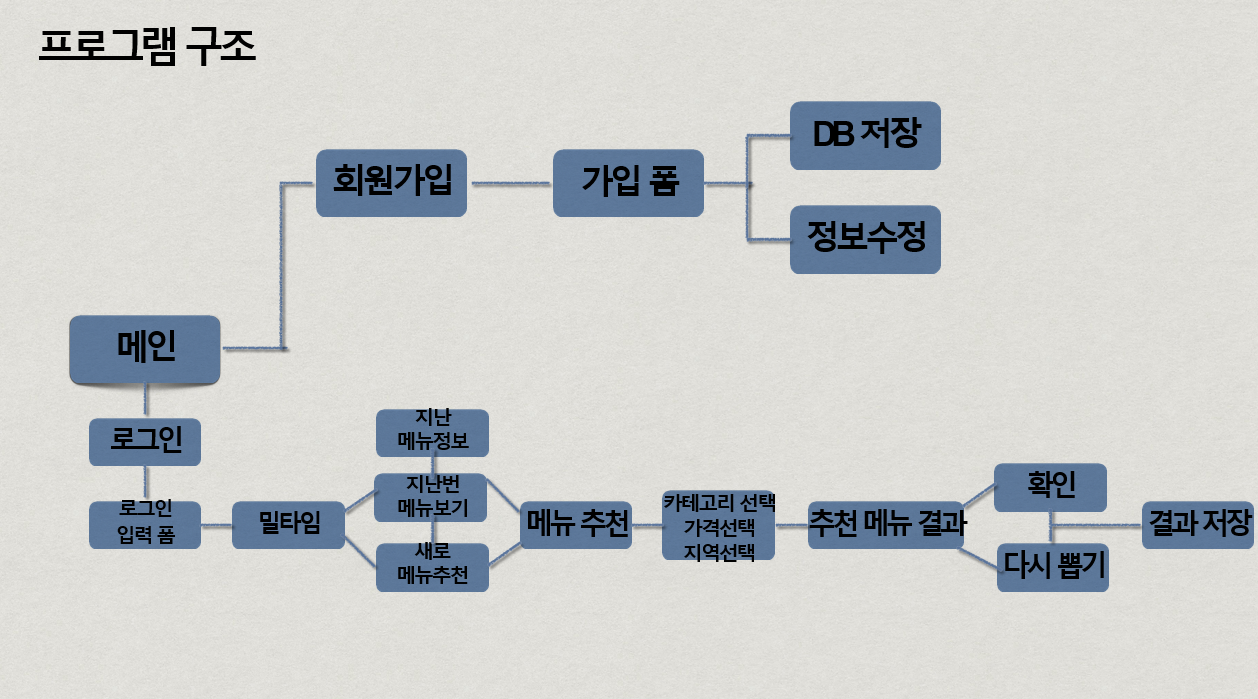 프로그램 구조
DB 저장
회원가입
가입 폼
정보수정
메인
로그인
로그인
입력 폼
밀타임
지난
메뉴정보
지난번
메뉴보기
새로
메뉴추천
메뉴 추천
카테고리 선택
가격선택
지역선택
추천 메뉴 결과
확인
다시 뽑기
결과 저장